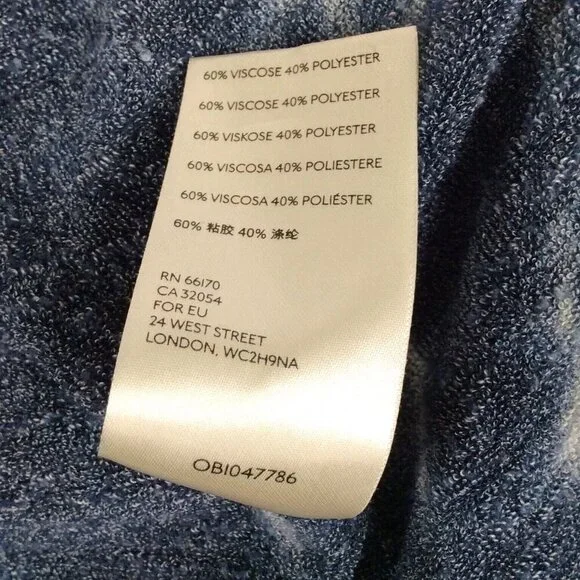 60% VISCOSE 40% POLYESTER
60% VISCOSE 40% POLYESTER
60% VISKOSE 40% POLYESTER
60% VISCOSA 40% POLIESTERE
60% VISCOSA 40% POLIÉSTER
60% 粘胶 40% 涤纶
RN 66170
CA 32054
FOR EU
24 WEST STREET
LONDON, WC2H9NA
OB1047786